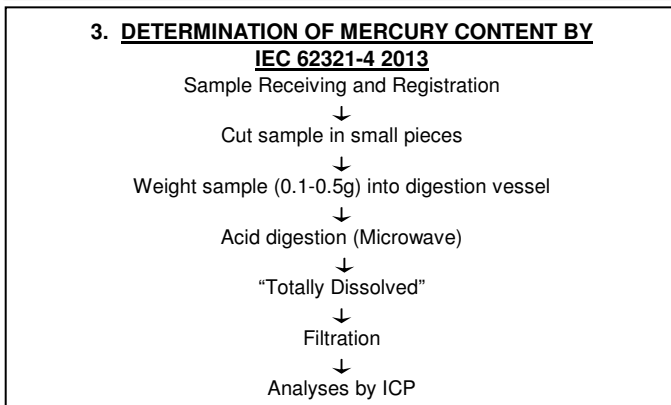 3. DETERMINATION OF MERCURY CONTENT BY
IEC 62321-4 2013
Sample Receiving and Registration
↓
Cut sample in small pieces
↓
Weight sample (0.1-0.5g) into digestion vessel
↓
Acid digestion (Microwave)
↓
“Totally Dissolved”
↓
Filtration
↓
Analyses by ICP